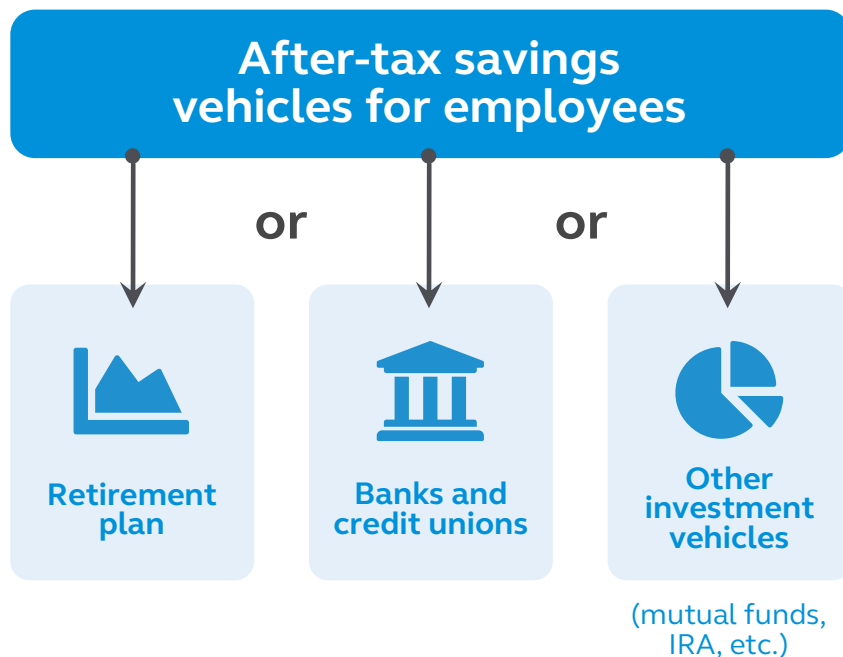 After-tax savings
vehicles for employees
or
or
Retirement
plan
Banks and
credit unions
Other
investment
vehicles
(mutual funds,
IRA, etc.)